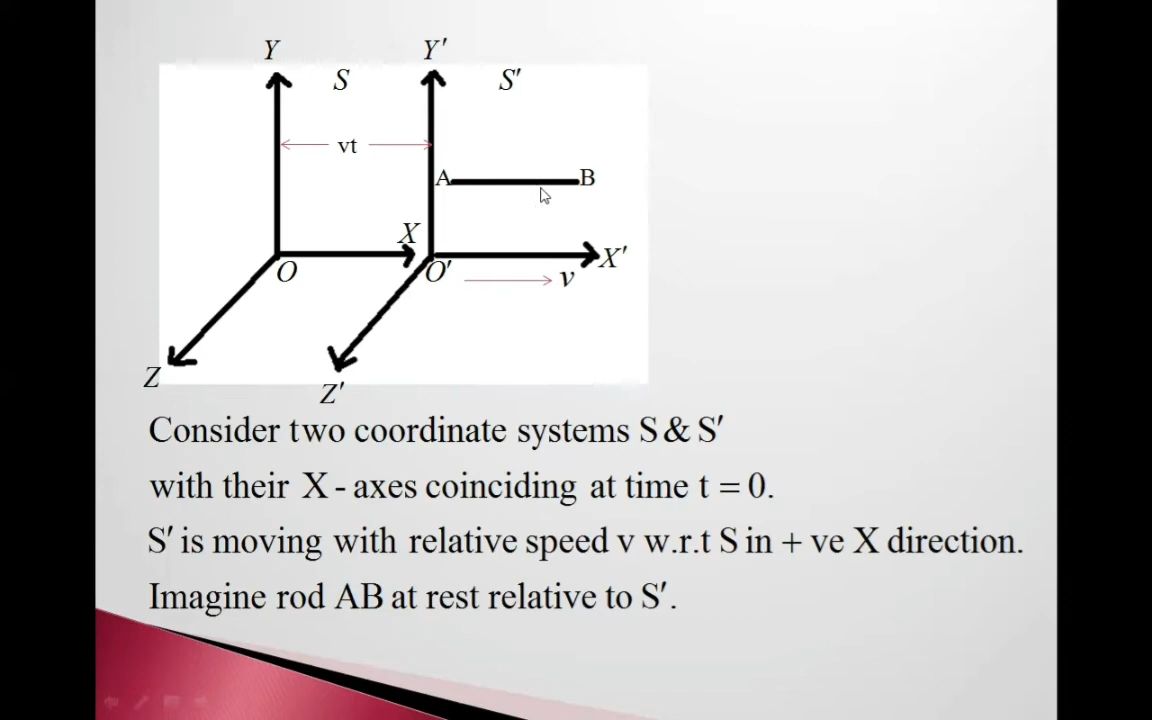 Y Y′
S S′
vt
A B
X X′
O O′ v
Z Z′
Consider two coordinate systems S & S′
with their X - axes coinciding at time t = 0.
S′ is moving with relative speed v w.r.t S in + ve X direction.
Imagine rod AB at rest relative to S′.